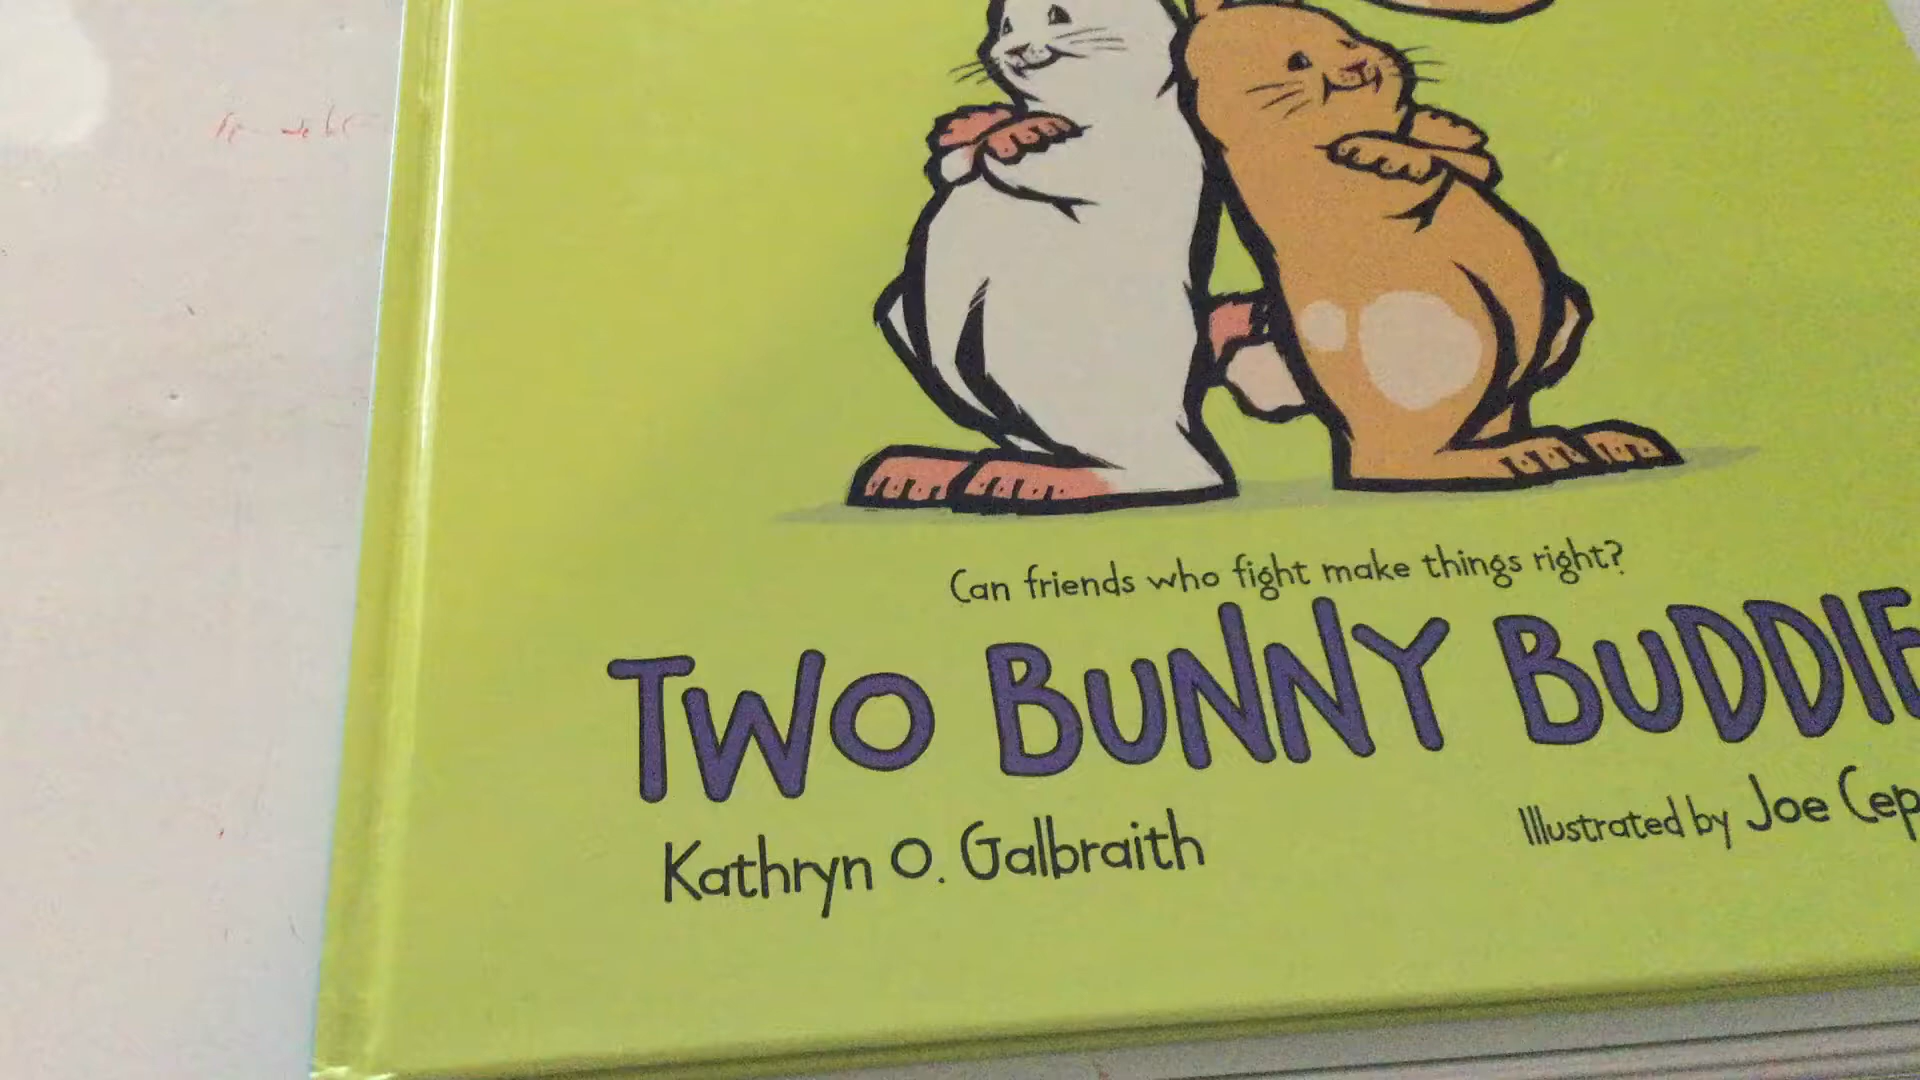 Can friends who fight make things right?
TWO BUNNY BUDDIE
Kathryn O. Galbraith
Illustrated by Joe Cep